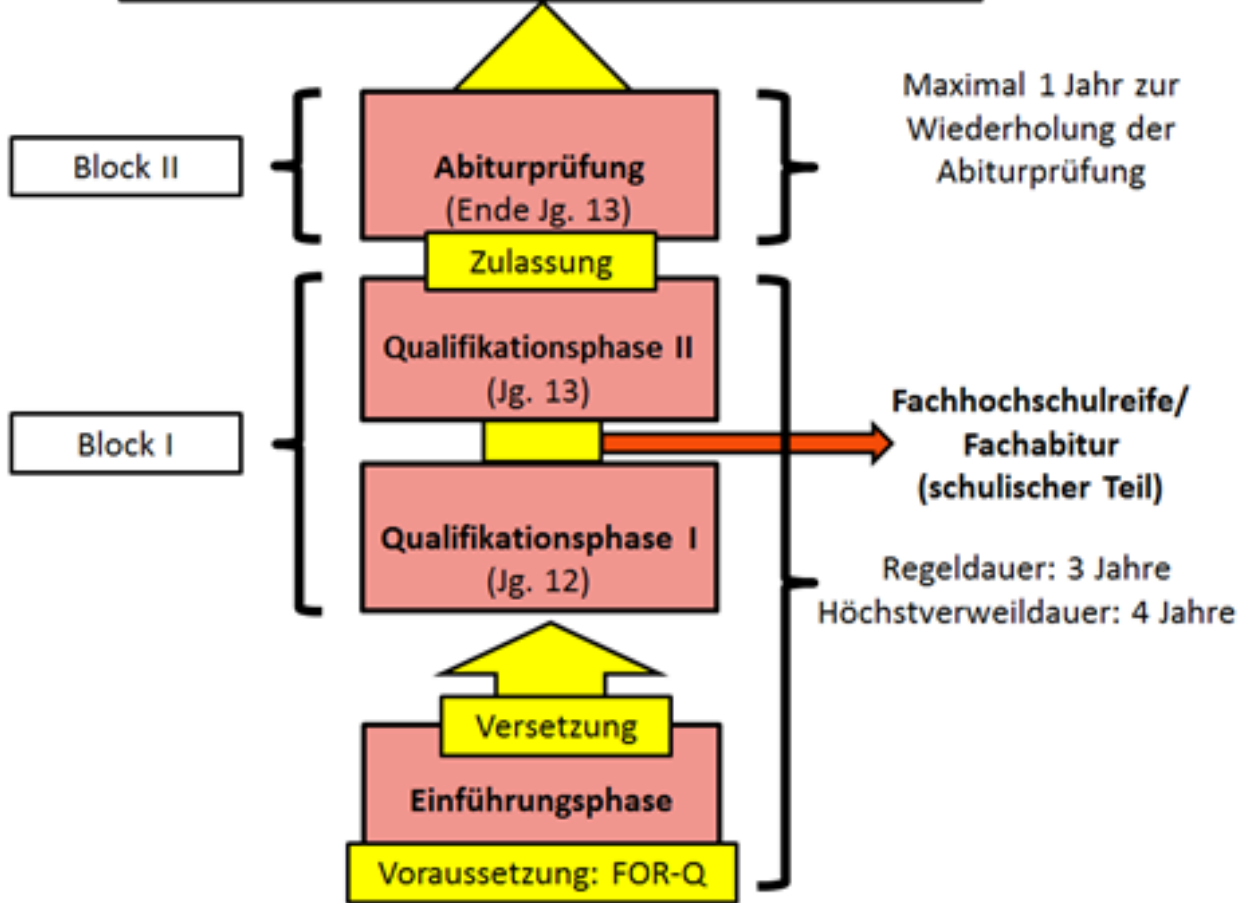 Maximal 1 Jahr zur
Wiederholung der
Abiturprüfung
Block II
Abiturprüfung
(Ende Jg. 13)
Zulassung
Qualifikationsphase II
(Jg. 13)
Fachhochschulreife/
Fachabitur
(schulischer Teil)
Block I
Qualifikationsphase I
(Jg. 12)
Regeldauer: 3 Jahre
Höchstverweildauer: 4 Jahre
Versetzung
Einführungsphase
Voraussetzung: FOR-Q